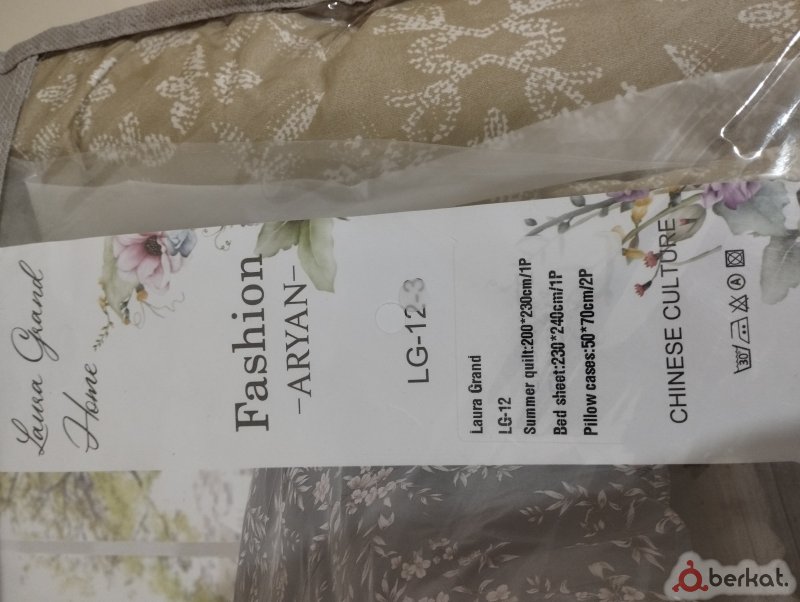 Laura Grand
Home
Fashion
-ARYAN-
LG-12-3
Laura Grand
LG-12
Summer quilt:200*230cm/1P
Bed sheet:230*240cm/1P
Pillow cases:50*70cm/2P
CHINESE CULTURE
30°
A
berkat.